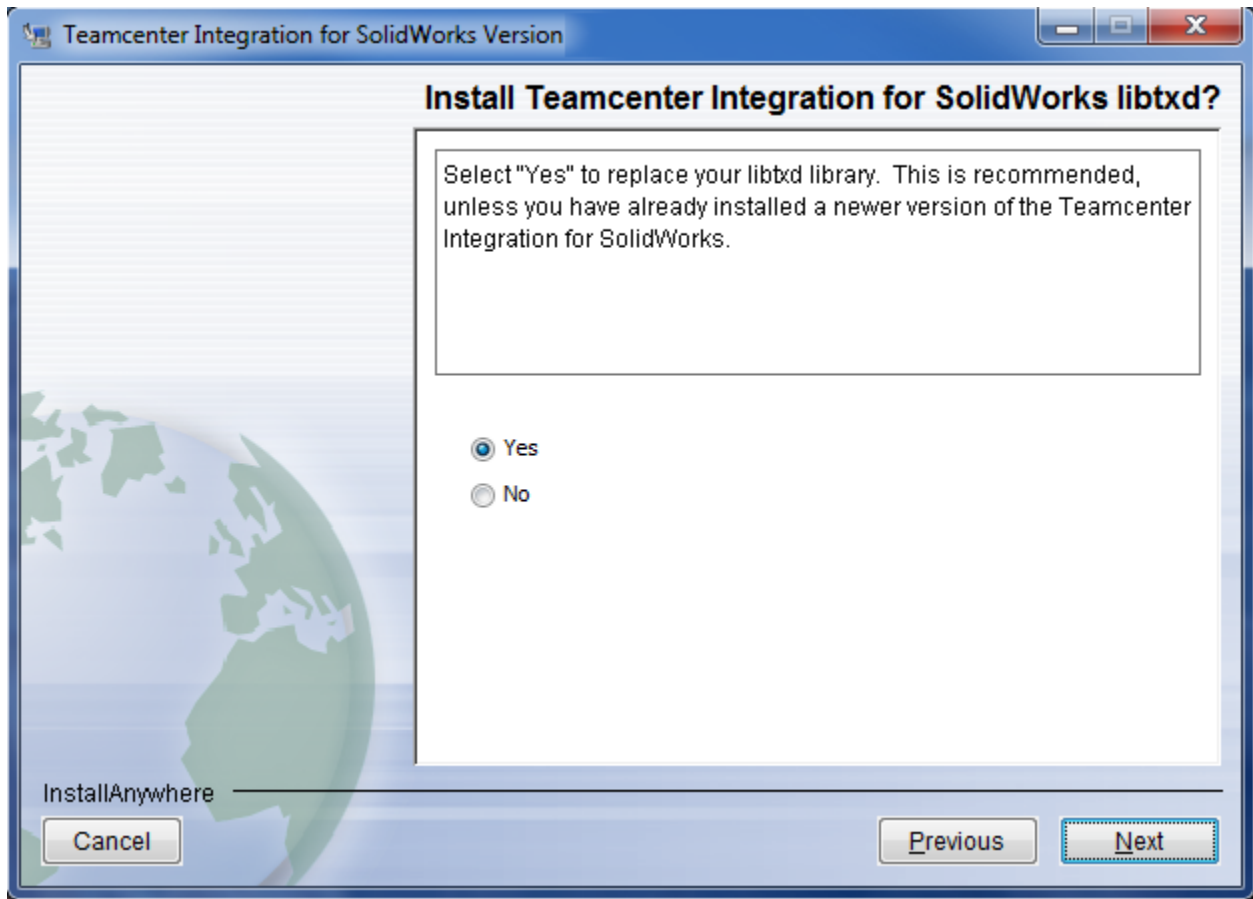 Teamcenter Integration for SolidWorks Version
Install Teamcenter Integration for SolidWorks libtxd?
Select "Yes" to replace your libtxd library.  This is recommended,
unless you have already installed a newer version of the Teamcenter
Integration for SolidWorks.
Yes
No
InstallAnywhere
Cancel
Previous
Next